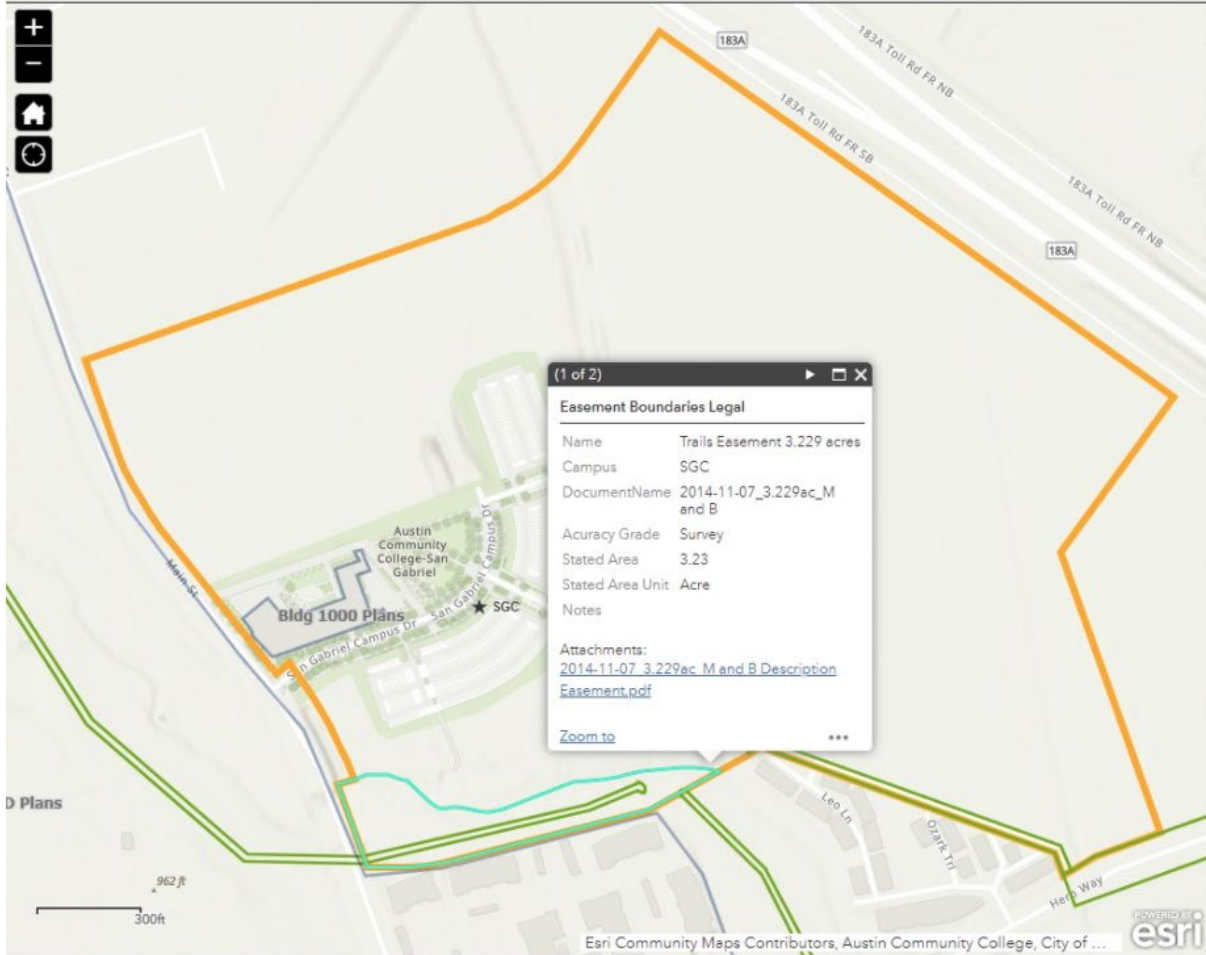 +
−
183A
183A Toll Rd FR NB
183A Toll Rd FR SB
183A Toll Rd FR NB
183A
(1 of 2)
Easement Boundaries Legal
Name Trails Easement 3.229 acres
Campus SGC
DocumentName 2014-11-07_3.229ac_M
and B
Acuracy Grade Survey
Stated Area 3.23
Stated Area Unit Acre
Notes
Attachments:
2014-11-07_3.229ac_M and B Description
Easement.pdf
Zoom to
•••
Austin
Community
College-San
Gabriel
San Gabriel Campus Dr
SGC
Bldg 1000 Plans
Main St
Gabriel Campus Dr
Plans
Leo Ln
Ozark Trl
Hero Way
962 ft
300ft
Esri Community Maps Contributors, Austin Community College, City of ...
POWERED BY
esri